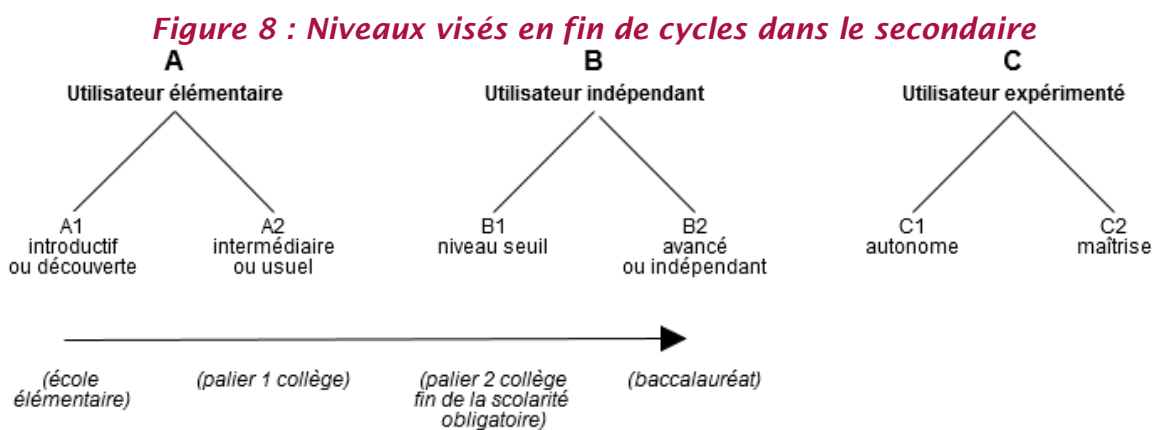 Figure 8 : Niveaux visés en fin de cycles dans le secondaire
A
Utilisateur élémentaire
B
Utilisateur indépendant
C
Utilisateur expérimenté
A1
introductif
ou découverte
A2
intermédiaire
ou usuel
B1
niveau seuil
B2
avancé
ou indépendant
C1
autonome
C2
maîtrise
(école
élémentaire)
(palier 1 collège)
(palier 2 collège
fin de la scolarité
obligatoire)
(baccalauréat)